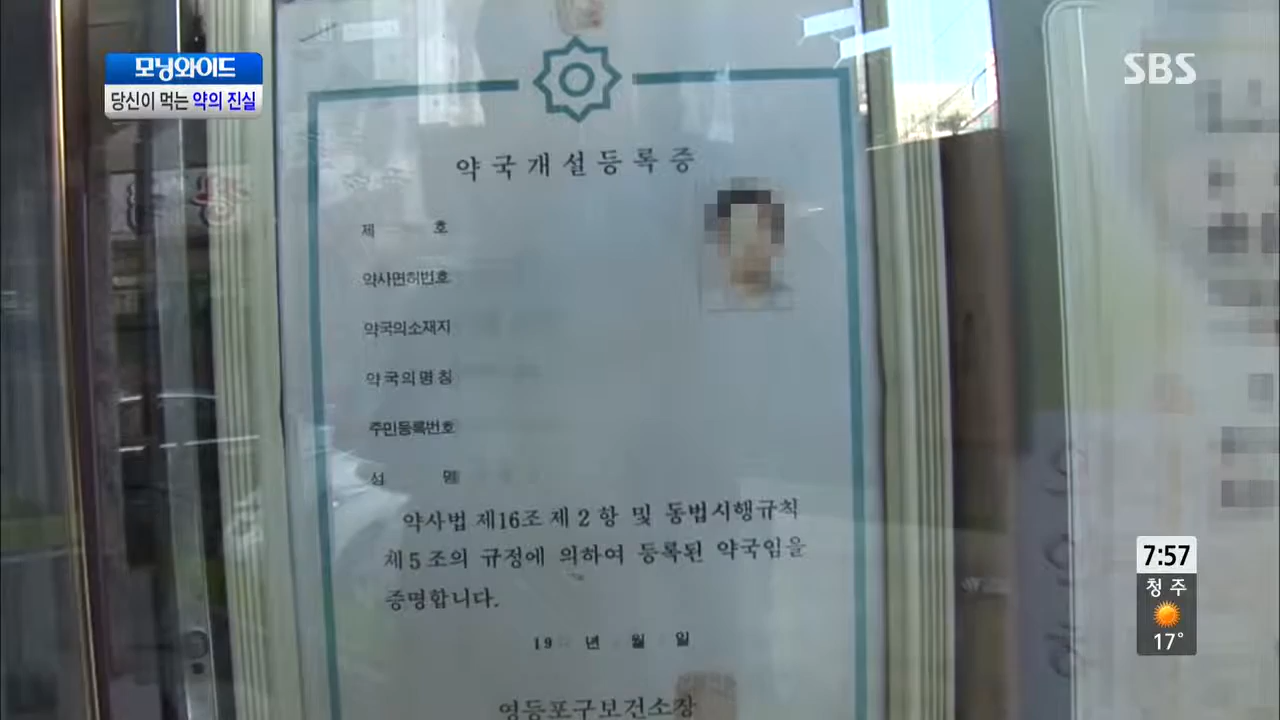 모닝와이드
당신이 먹는 약의 진실
SBS
약국개설등록증
제 호
약사면허번호
약국의소재지
약국의명칭
주민등록번호
성 명
약사법 제16조 제2항 및 동법시행규칙
제5조의 규정에 의하여 등록된 약국임을
증명합니다.
19 년 월 일
영등포구보건소장
7:57
청주
17°